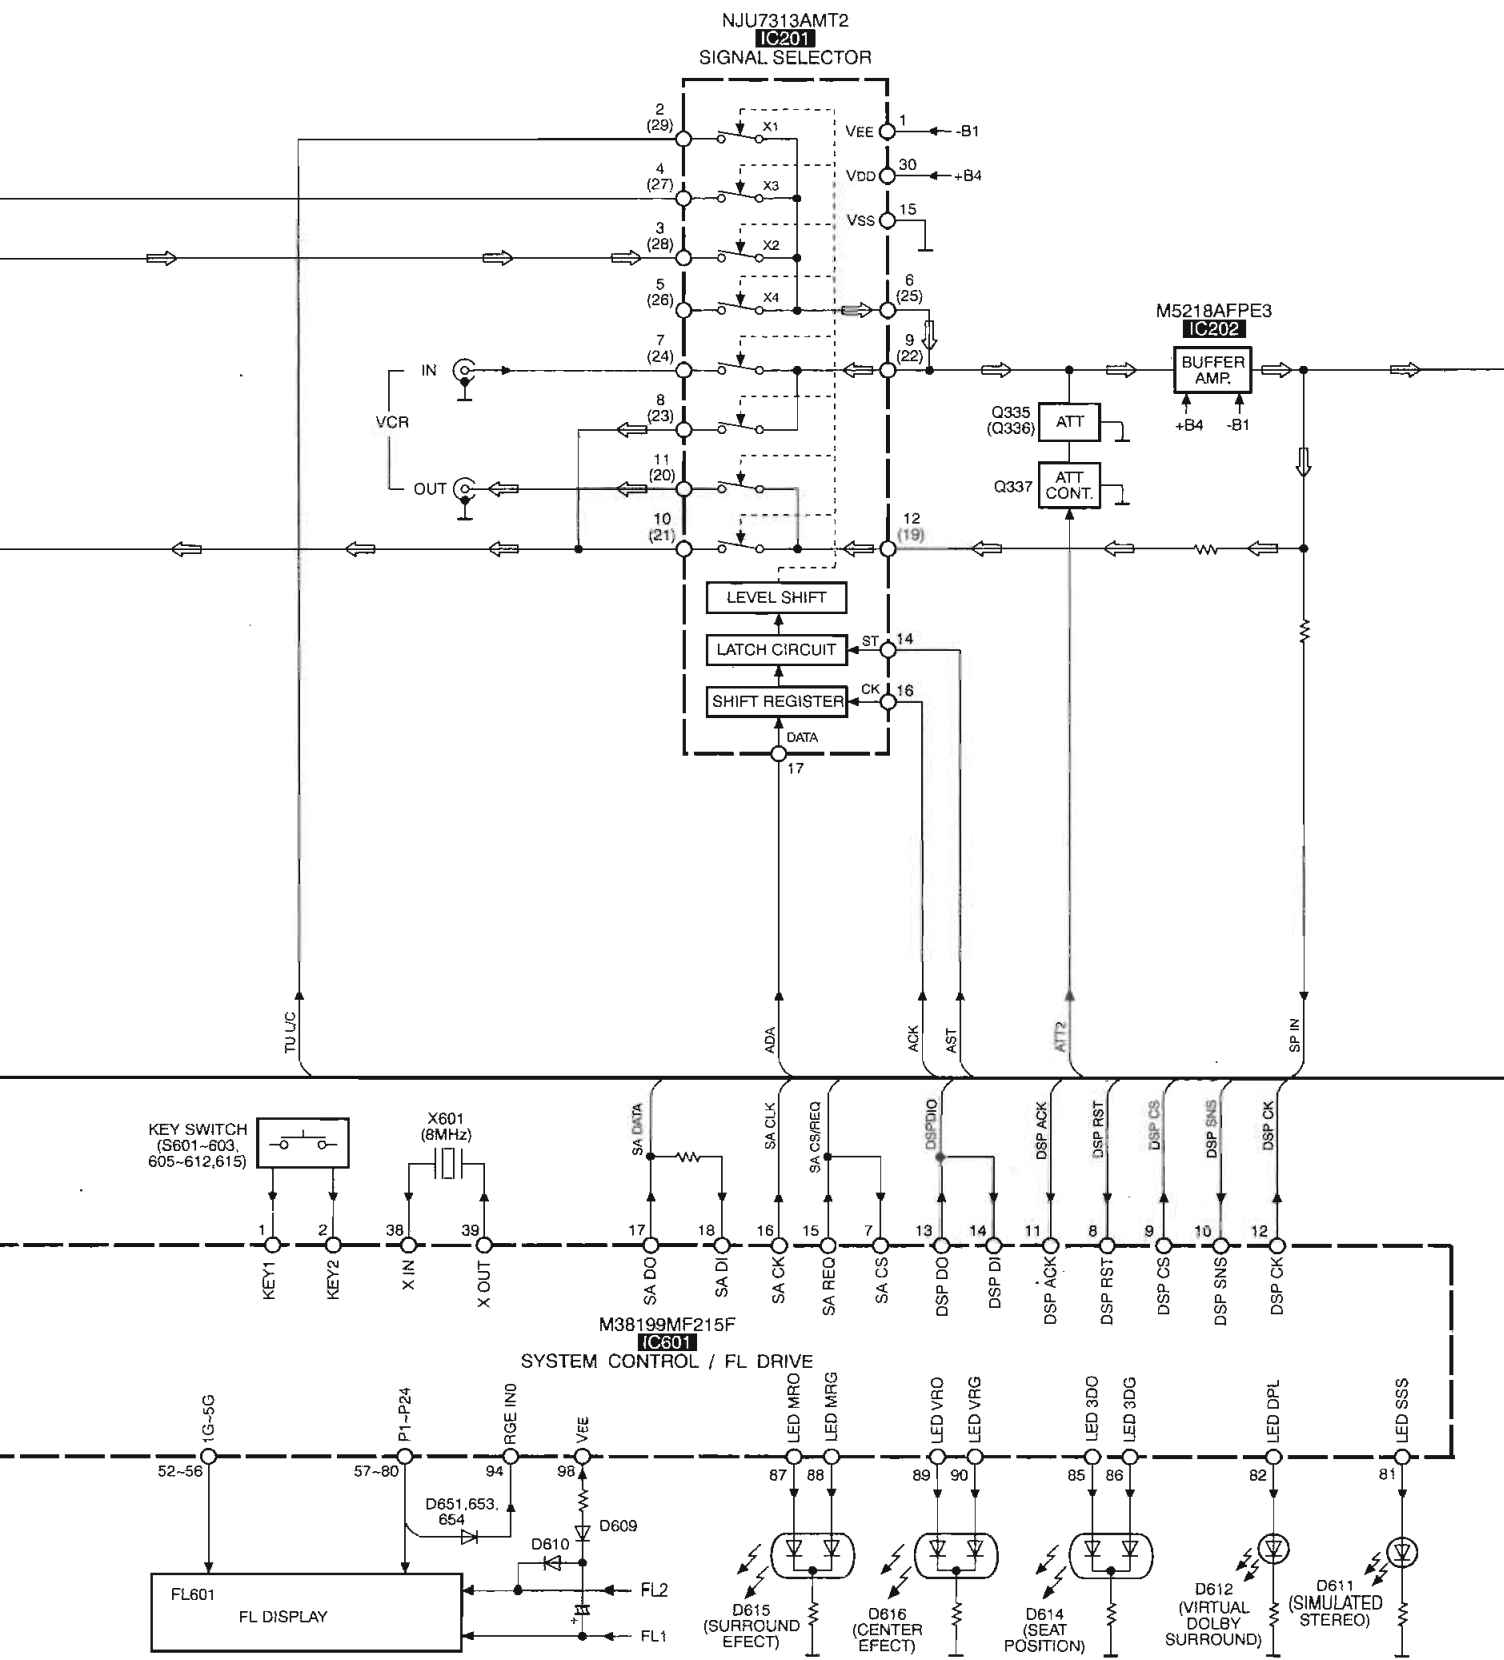 NJU7313AMT2
IC201
SIGNAL SELECTOR
2
(29)
X1
VEE
1
-B1
4
(27)
X3
VDD
30
+B4
3
(28)
X2
VSS
15
5
(26)
X4
6
(25)
M5218AFPE3
IC202
BUFFER
AMP.
+B4
-B1
7
(24)
9
(22)
IN
VCR
OUT
8
(23)
Q335
(Q336)
ATT
11
(20)
Q337
ATT
CONT.
10
(21)
12
(19)
LEVEL SHIFT
LATCH CIRCUIT
ST
14
SHIFT REGISTER
CK
16
DATA
17
TU L/C
ADA
ACK
AST
ATT2
SP IN
KEY SWITCH
(S601~603,
605~612,615)
X601
(8MHz)
SA DATA
SA CLK
SA CS/REQ
DSPDIO
DSP ACK
DSP RST
DSP CS
DSP SNS
DSP CK
1
2
38
39
17
18
16
15
7
13
14
11
8
9
10
12
KEY1
KEY2
X IN
X OUT
SA DO
SA DI
SA CK
SA REQ
SA CS
DSP DO
DSP DI
DSP ACK
DSP RST
DSP CS
DSP SNS
DSP CK
M38199MF215F
IC601
SYSTEM CONTROL / FL DRIVE
1G~5G
P1~P24
RGE IN0
VEE
LED MRO
LED MRG
LED VRO
LED VRG
LED 3DO
LED 3DG
LED DPL
LED SSS
52~56
57~80
94
98
87
88
89
90
85
86
82
81
D651,653,
654
D609
D610
FL601
FL DISPLAY
FL2
FL1
D615
(SURROUND
EFECT)
D616
(CENTER
EFECT)
D614
(SEAT
POSITION)
D612
(VIRTUAL
DOLBY
SURROUND)
D611
(SIMULATED
STEREO)